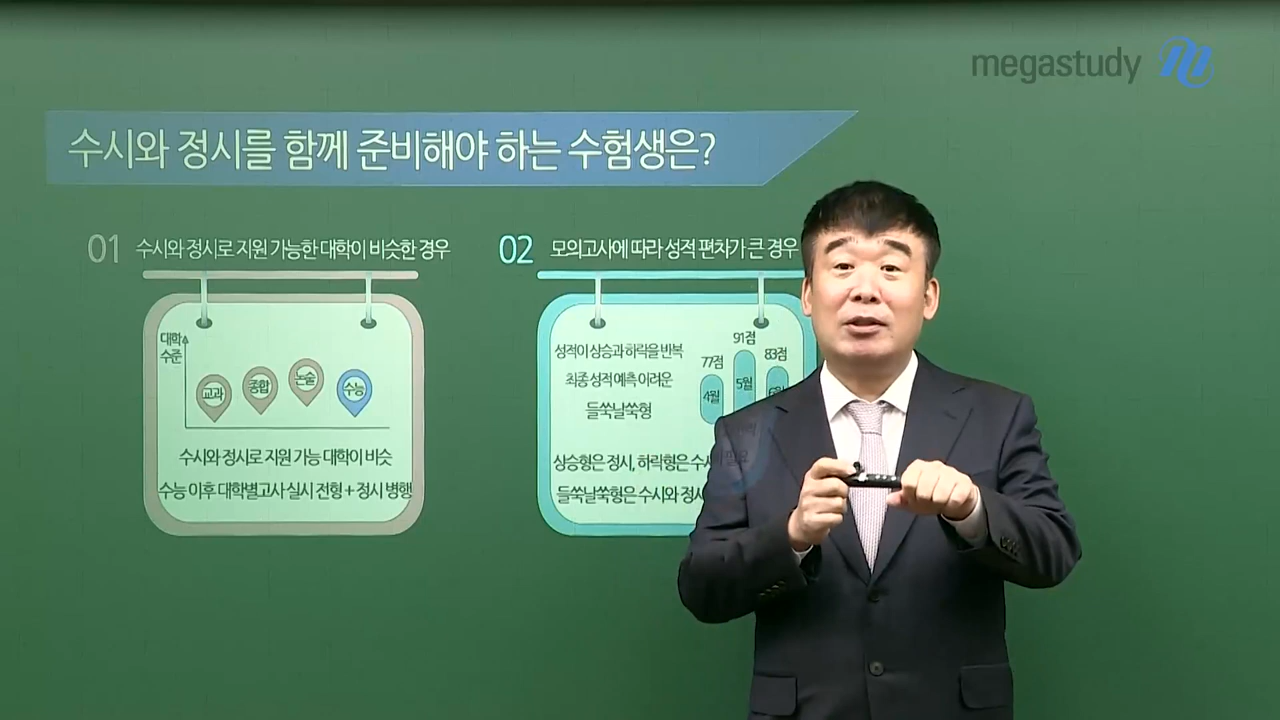 megastudy
수시와 정시를 함께 준비해야 하는 수험생은?
01 수시와 정시로 지원 가능한 대학이 비슷한 경우
대학
수준
교과
종합
논술
수능
수시와 정시로 지원 가능 대학이 비슷
수능 이후 대학별고사 실시 전형 + 정시 병행
02 모의고사에 따라 성적 편차가 큰 경우
성적이 상승과 하락을 반복
최종 성적 예측 어려운
들쑥날쑥형
77점
91점
83점
4월
5월
6월
상승형은 정시, 하락형은 수시
들쑥날쑥형은 수시와 정시